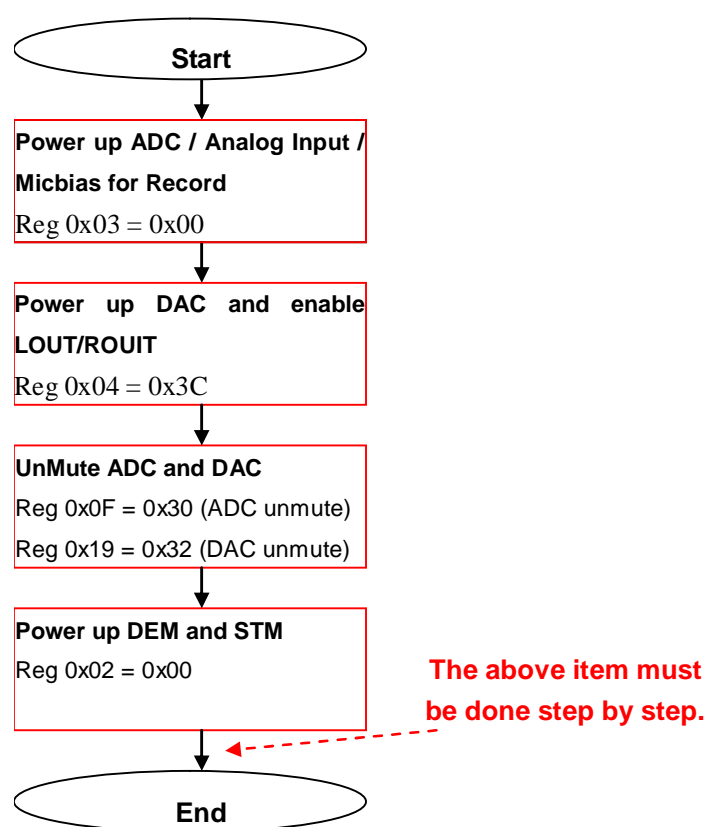 Start
Power up ADC / Analog Input /
Micbias for Record
Reg 0x03 = 0x00
Power up DAC and enable
LOUT/ROUIT
Reg 0x04 = 0x3C
UnMute ADC and DAC
Reg 0x0F = 0x30 (ADC unmute)
Reg 0x19 = 0x32 (DAC unmute)
Power up DEM and STM
Reg 0x02 = 0x00
The above item must
be done step by step.
End